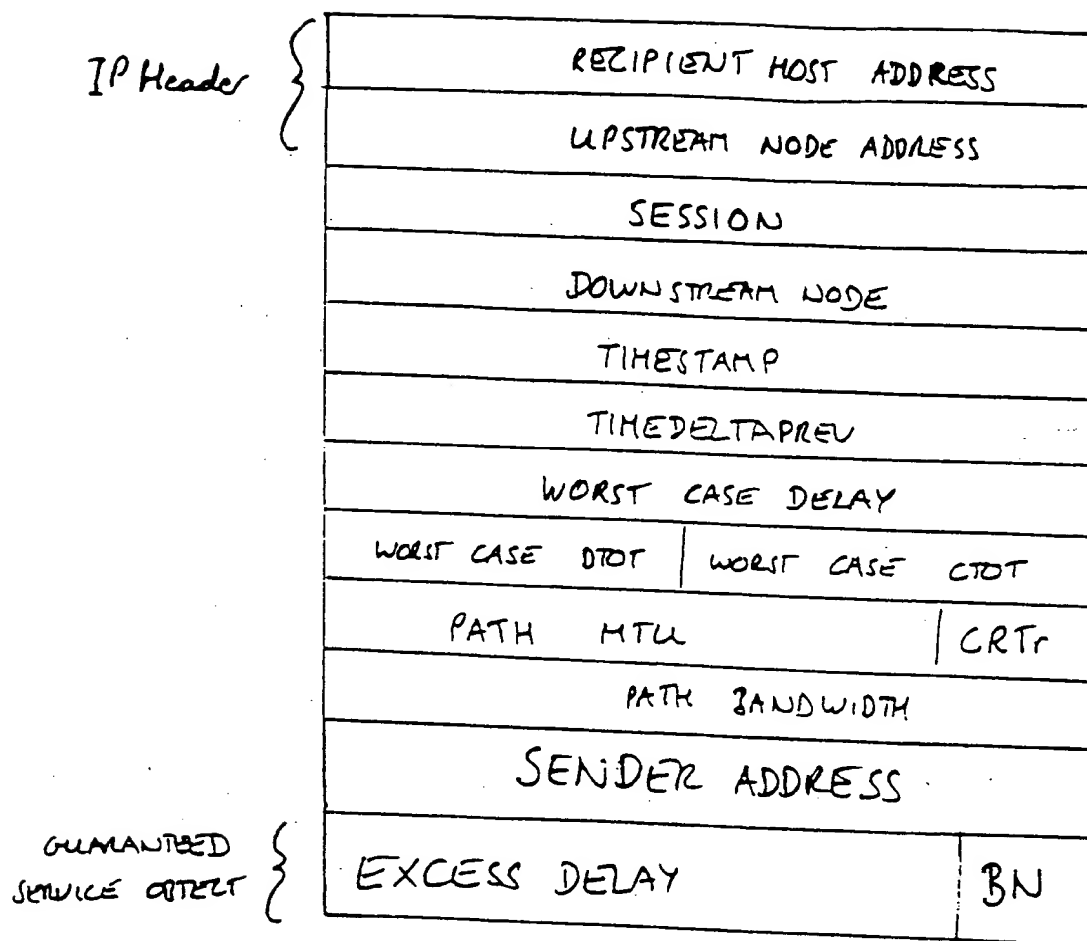 IP Header
RECIPIENT HOST ADDRESS
UPSTREAM NODE ADDRESS
SESSION
DOWNSTREAM NODE
TIMESTAMP
TIMEDELTAPREV
WORST CASE DELAY
WORST CASE DTOT WORST CASE CTOT
PATH MTU CRTr
PATH BANDWIDTH
SENDER ADDRESS
GUARANTEED
SERVICE OBJECT
EXCESS DELAY BN